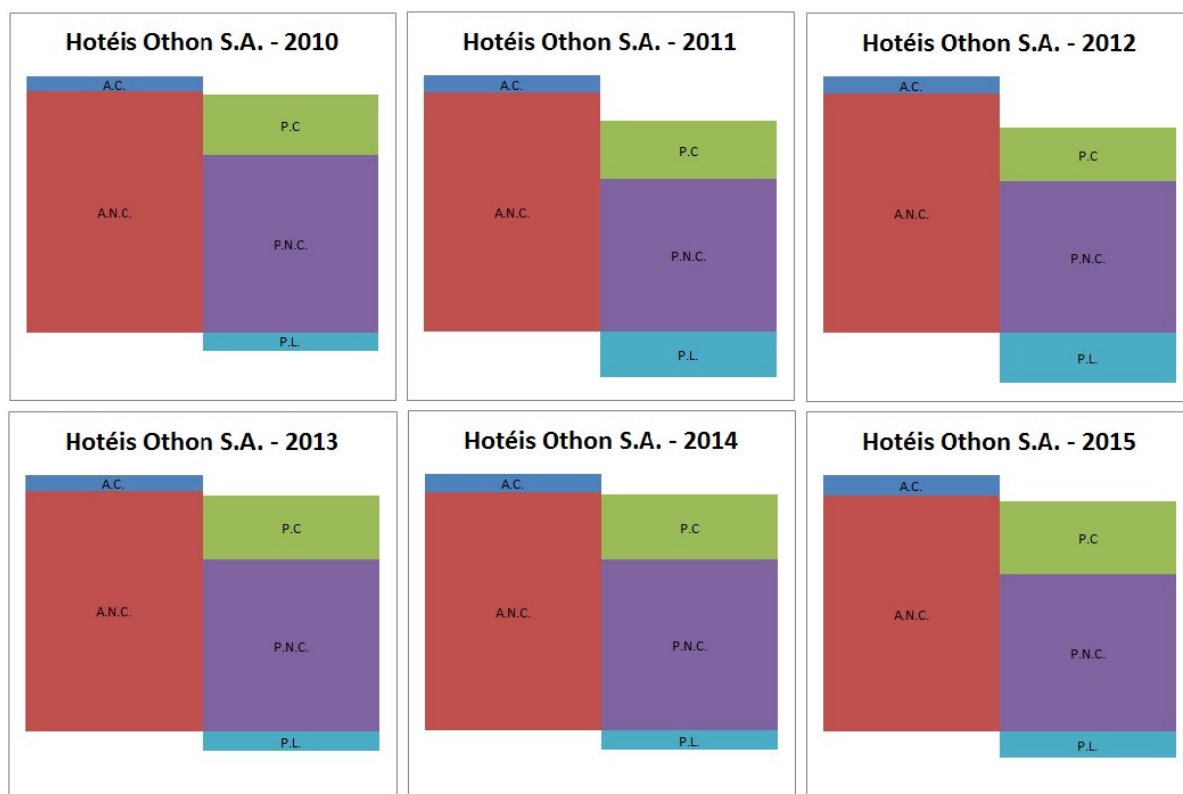 Hotéis Othon S.A. - 2010
A.C.
P.C
A.N.C.
P.N.C.
P.L.
Hotéis Othon S.A. - 2011
A.C.
P.C
A.N.C.
P.N.C.
P.L.
Hotéis Othon S.A. - 2012
A.C.
P.C
A.N.C.
P.N.C.
P.L.
Hotéis Othon S.A. - 2013
A.C.
P.C
A.N.C.
P.N.C.
P.L.
Hotéis Othon S.A. - 2014
A.C.
P.C
A.N.C.
P.N.C.
P.L.
Hotéis Othon S.A. - 2015
A.C.
P.C
A.N.C.
P.N.C.
P.L.